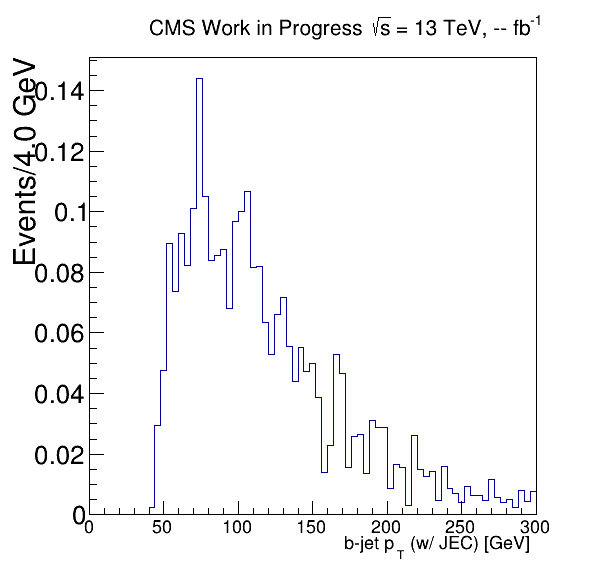 CMS Work in Progress √s = 13 TeV, -- fb⁻¹
Events/4.0 GeV
0.14
0.12
0.1
0.08
0.06
0.04
0.02
0
0 50 100 150 200 250 300
b-jet p_T (w/ JEC) [GeV]